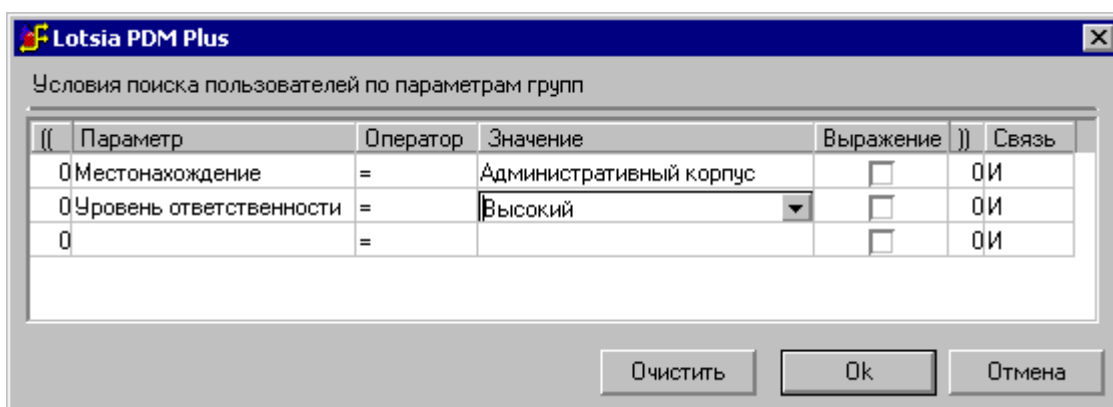 Lotsia PDM Plus
Условия поиска пользователей по параметрам групп
(( Параметр Оператор Значение Выражение )) Связь
0 Местонахождение = Административный корпус 0 И
0 Уровень ответственности = Высокий 0 И
0 = 0 И
Очистить Ok Отмена